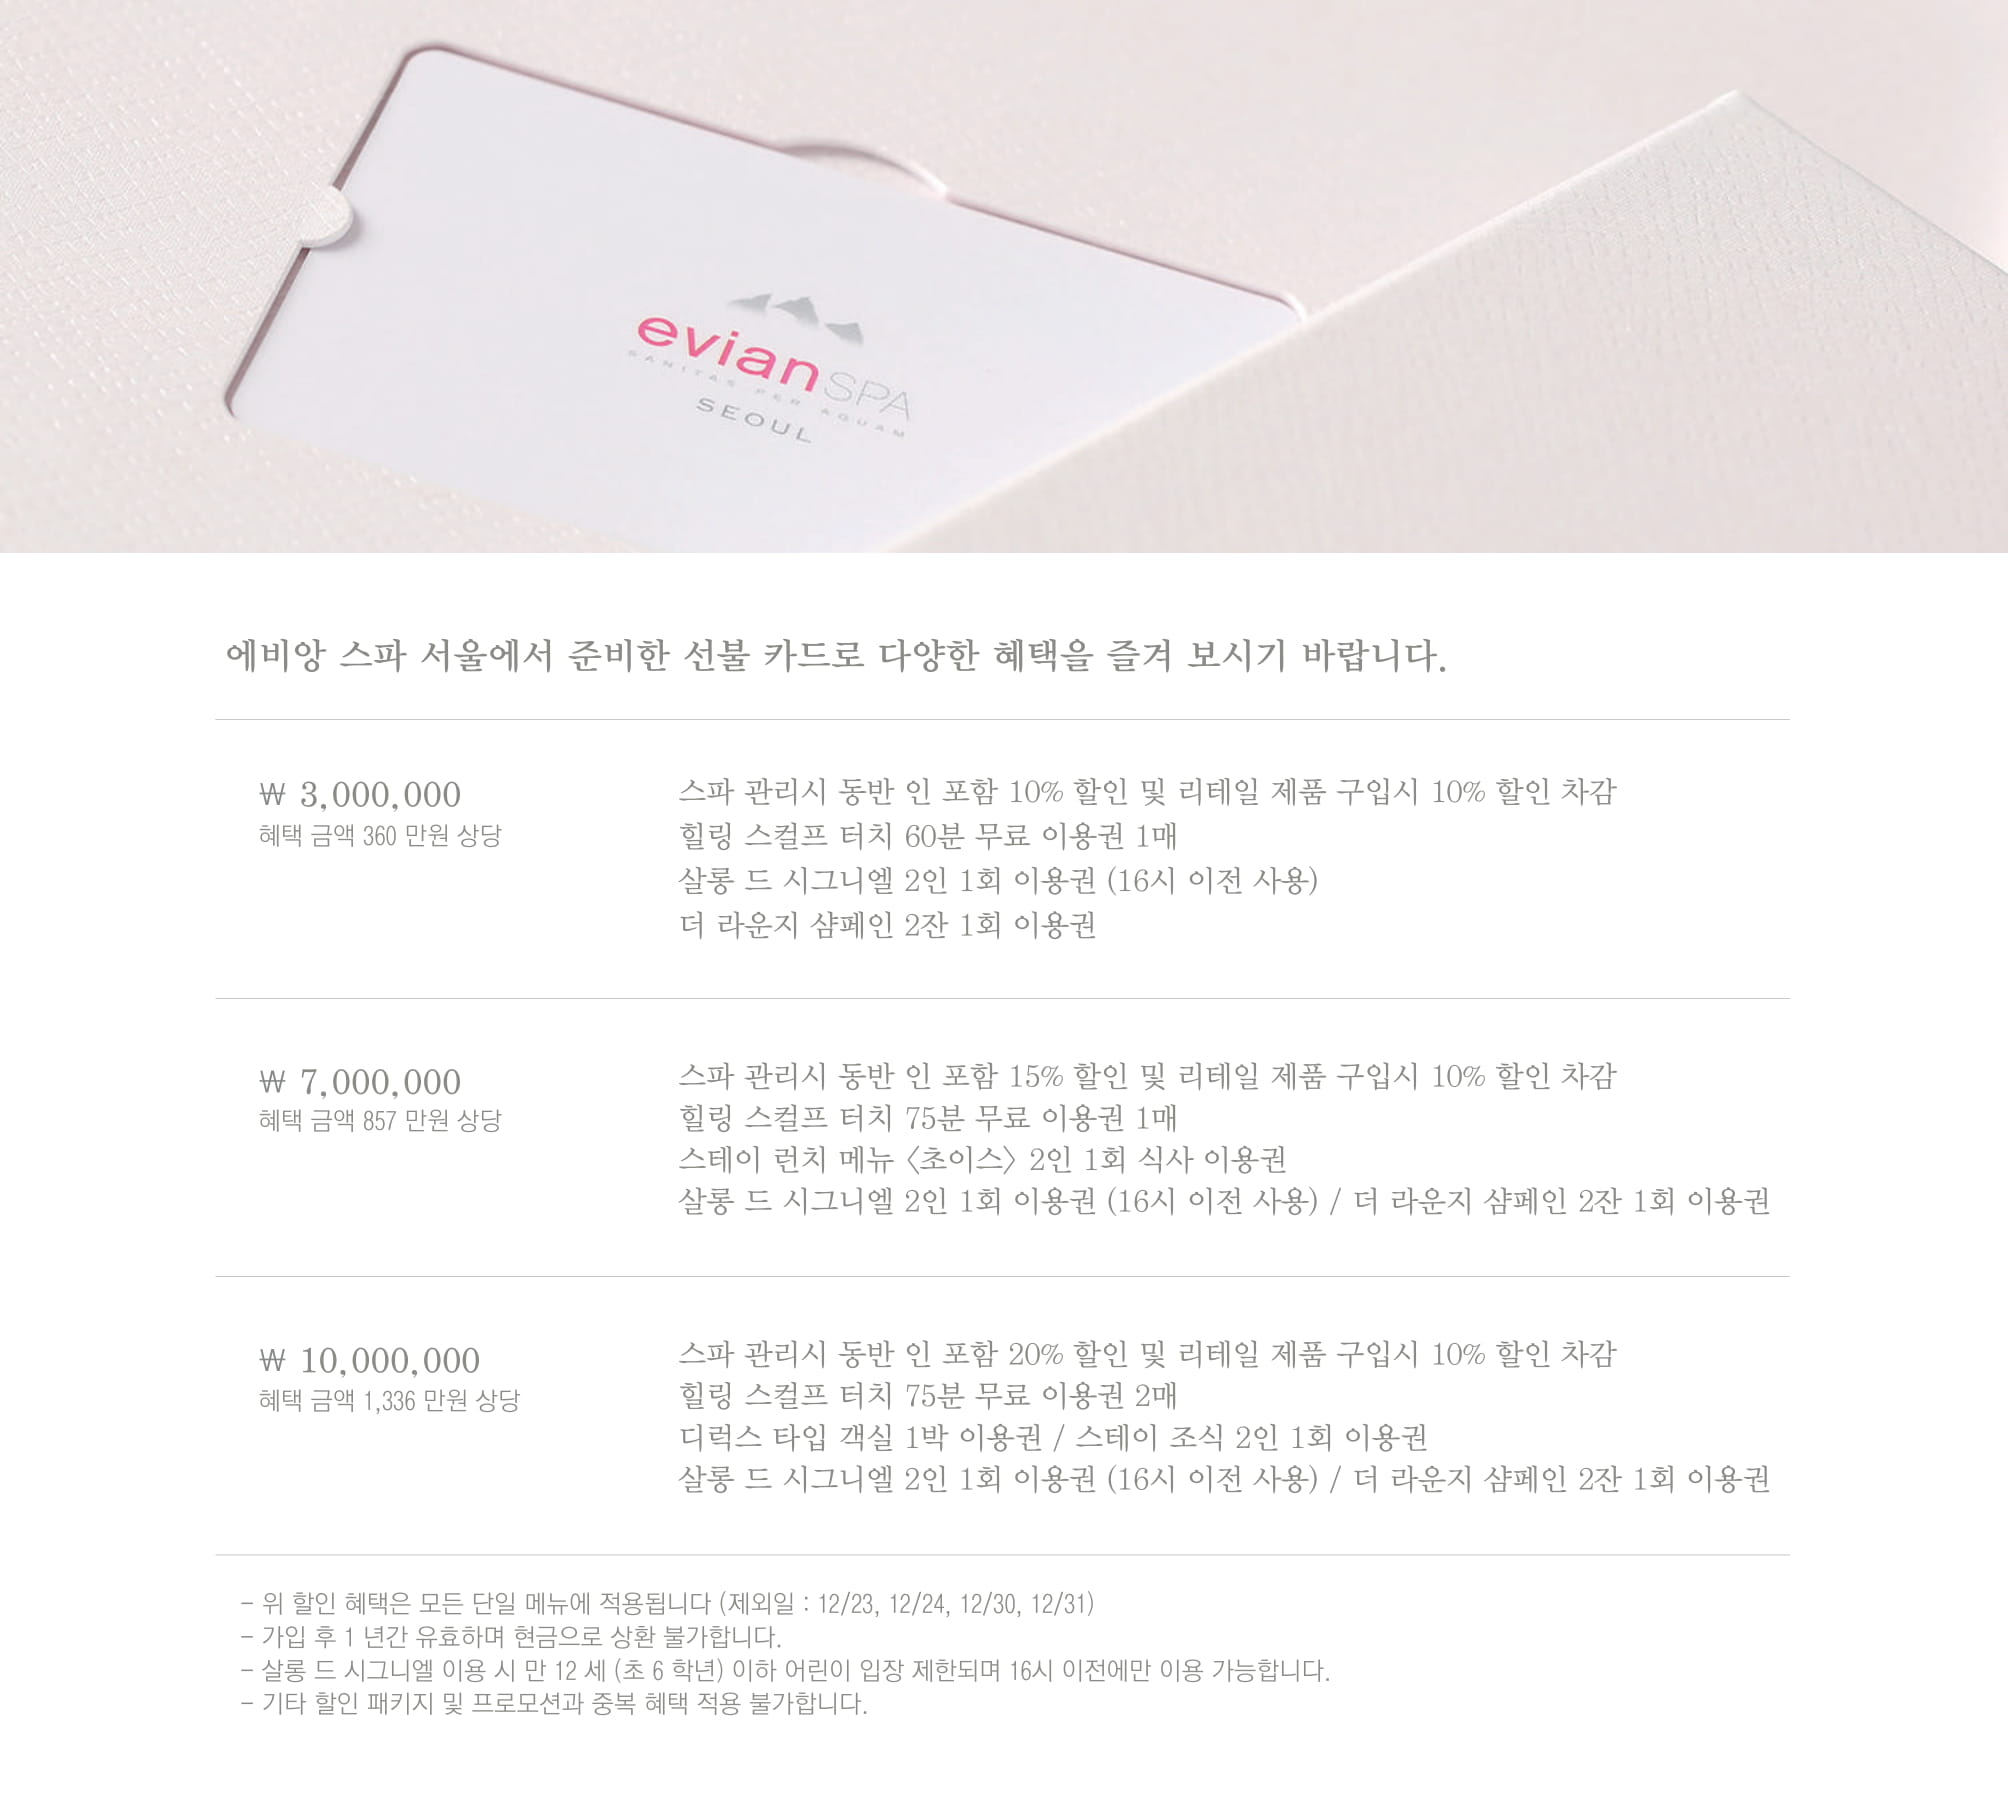 evian SPA
SANITAS PER AQUAM
SEOUL
에비앙 스파 서울에서 준비한 선불 카드로 다양한 혜택을 즐겨 보시기 바랍니다.
₩ 3,000,000
혜택 금액 360 만원 상당
스파 관리시 동반 인 포함 10% 할인 및 리테일 제품 구입시 10% 할인 차감
힐링 스컬프 터치 60분 무료 이용권 1매
살롱 드 시그니엘 2인 1회 이용권 (16시 이전 사용)
더 라운지 샴페인 2잔 1회 이용권
₩ 7,000,000
혜택 금액 857 만원 상당
스파 관리시 동반 인 포함 15% 할인 및 리테일 제품 구입시 10% 할인 차감
힐링 스컬프 터치 75분 무료 이용권 1매
스테이 런치 메뉴 〈초이스〉 2인 1회 식사 이용권
살롱 드 시그니엘 2인 1회 이용권 (16시 이전 사용) / 더 라운지 샴페인 2잔 1회 이용권
₩ 10,000,000
혜택 금액 1,336 만원 상당
스파 관리시 동반 인 포함 20% 할인 및 리테일 제품 구입시 10% 할인 차감
힐링 스컬프 터치 75분 무료 이용권 2매
디럭스 타입 객실 1박 이용권 / 스테이 조식 2인 1회 이용권
살롱 드 시그니엘 2인 1회 이용권 (16시 이전 사용) / 더 라운지 샴페인 2잔 1회 이용권
- 위 할인 혜택은 모든 단일 메뉴에 적용됩니다 (제외일 : 12/23, 12/24, 12/30, 12/31)
- 가입 후 1 년간 유효하며 현금으로 상환 불가합니다.
- 살롱 드 시그니엘 이용 시 만 12 세 (초 6 학년) 이하 어린이 입장 제한되며 16시 이전에만 이용 가능합니다.
- 기타 할인 패키지 및 프로모션과 중복 혜택 적용 불가합니다.